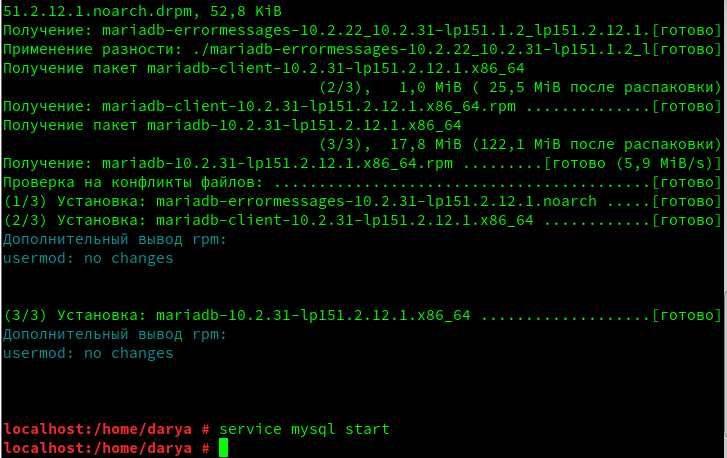 51.2.12.1.noarch.drpm, 52,8 KiB
Получение: mariadb-errormessages-10.2.22_10.2.31-lp151.1.2_lp151.2.12.1.[готово]
Применение разности: ./mariadb-errormessages-10.2.22_10.2.31-lp151.1.2_l[готово]
Получение пакет mariadb-client-10.2.31-lp151.2.12.1.x86_64
(2/3),   1,0 MiB ( 25,5 MiB после распаковки)
Получение: mariadb-client-10.2.31-lp151.2.12.1.x86_64.rpm ..............[готово]
Получение пакет mariadb-10.2.31-lp151.2.12.1.x86_64
(3/3),  17,8 MiB (122,1 MiB после распаковки)
Получение: mariadb-10.2.31-lp151.2.12.1.x86_64.rpm .........[готово (5,9 MiB/s)]
Проверка на конфликты файлов: ..........................................[готово]
(1/3) Установка: mariadb-errormessages-10.2.31-lp151.2.12.1.noarch .....[готово]
(2/3) Установка: mariadb-client-10.2.31-lp151.2.12.1.x86_64 ............[готово]
Дополнительный вывод rpm:
usermod: no changes
(3/3) Установка: mariadb-10.2.31-lp151.2.12.1.x86_64 ...................[готово]
Дополнительный вывод rpm:
usermod: no changes
localhost:/home/darya # service mysql start
localhost:/home/darya #